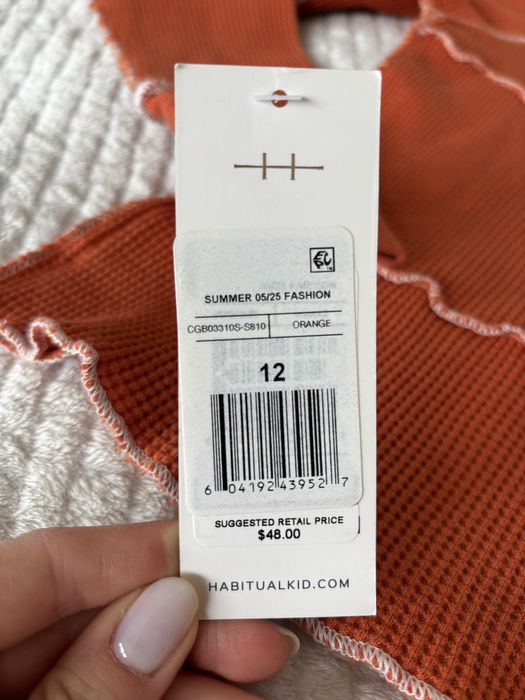 SUMMER 05/25 FASHION
CGB03310S-S810 ORANGE
12
6 04192 43952 7
SUGGESTED RETAIL PRICE
$48.00
HABITUALKID.COM